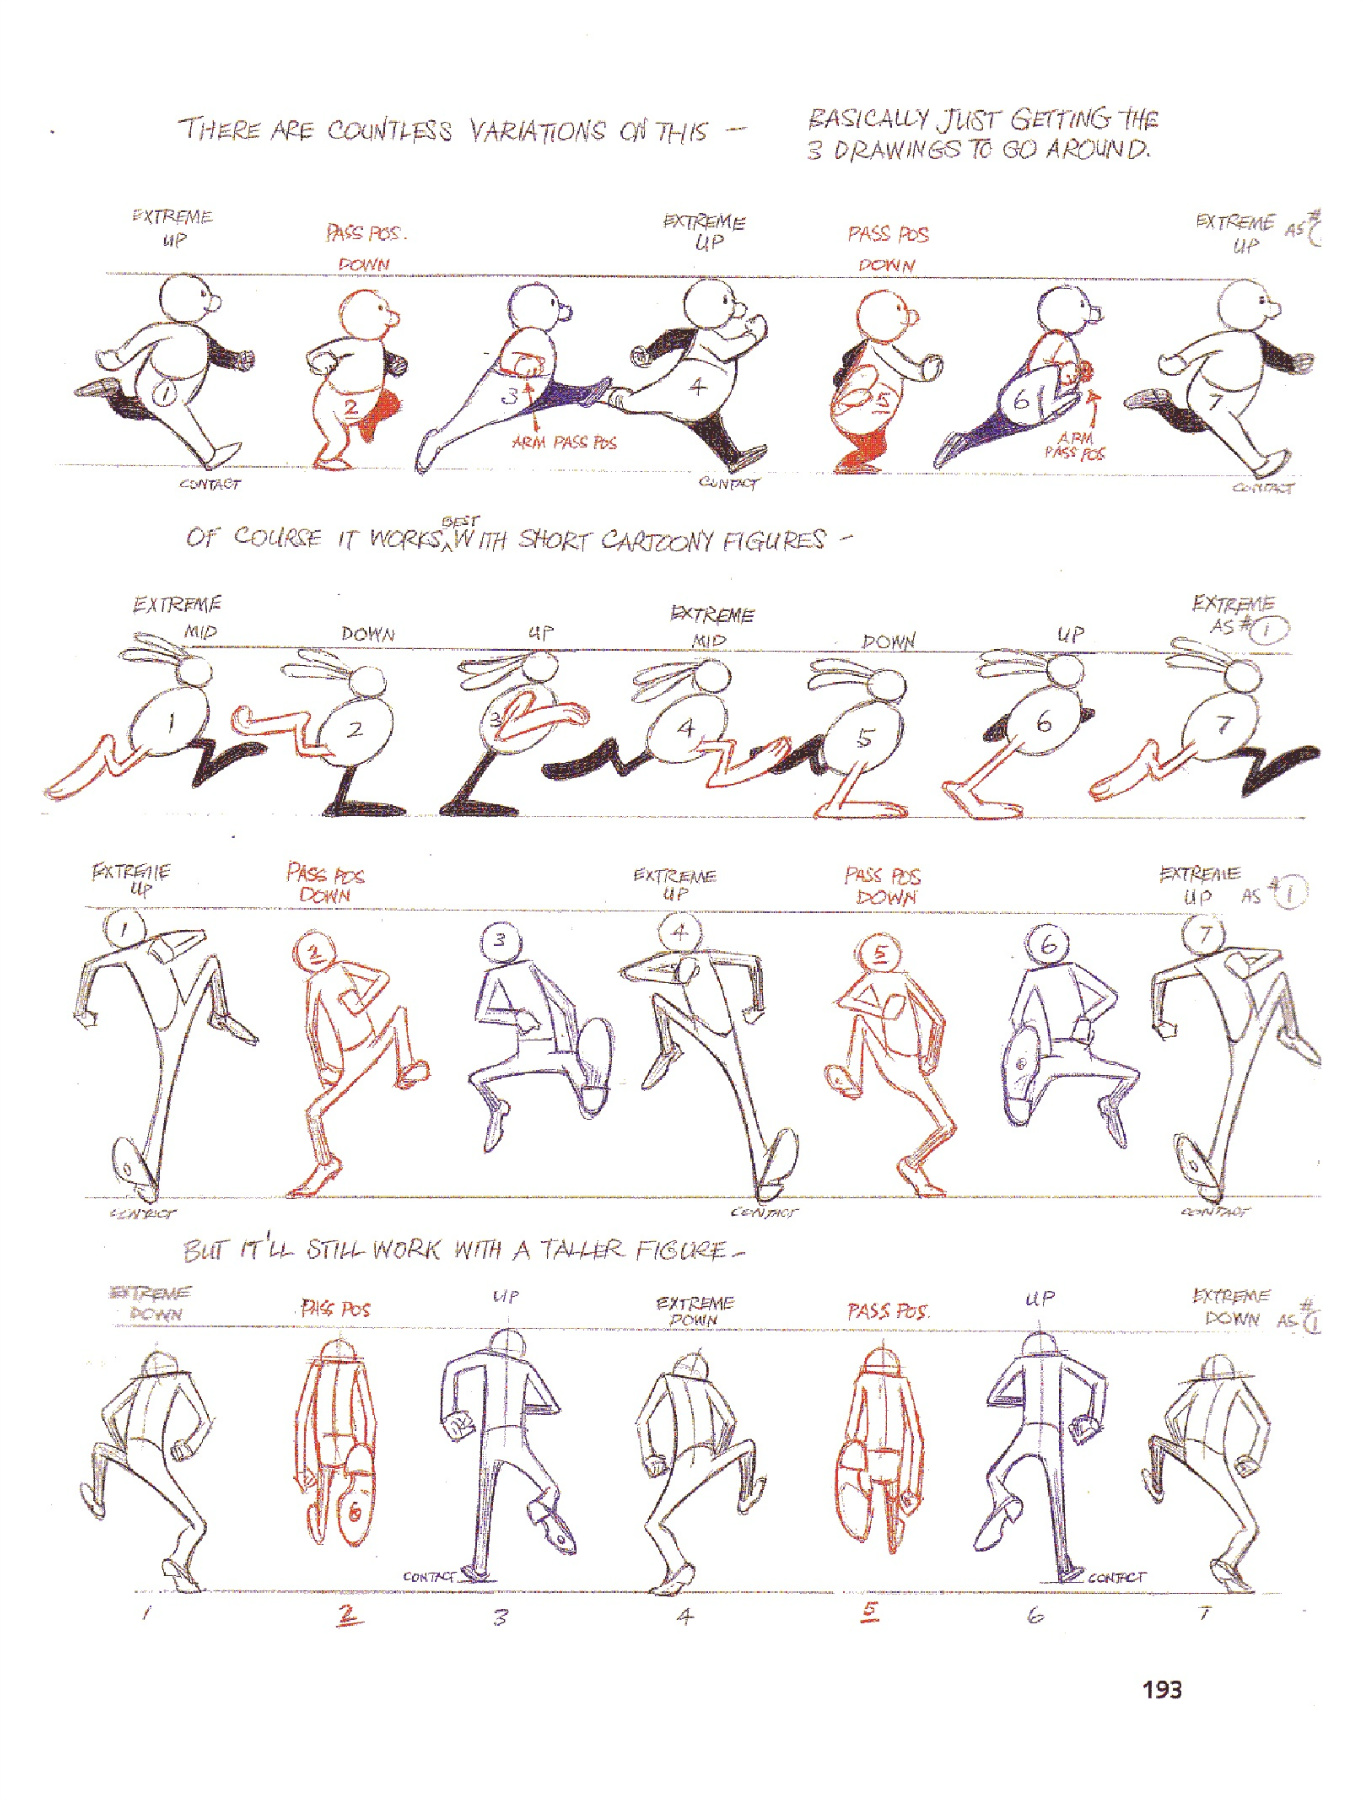 THERE ARE COUNTLESS VARIATIONS ON THIS —
BASICALLY JUST GETTING THE
3 DRAWINGS TO GO AROUND.
EXTREME
UP
PASS POS.
DOWN
EXTREME
UP
PASS POS
DOWN
EXTREME
UP
AS #
1
2
3
4
5
6
7
ARM PASS POS
ARM
PASS POS
CONTACT
CONTACT
CONTACT
OF COURSE IT WORKS BEST WITH SHORT CARTOONY FIGURES —
EXTREME
MID
DOWN
UP
EXTREME
MID
DOWN
UP
EXTREME
AS # 1
1
2
3
4
5
6
7
EXTREME
UP
PASS POS
DOWN
EXTREME
UP
PASS POS
DOWN
EXTREME
UP AS # 1
1
2
3
4
5
6
7
CONTACT
CONTACT
CONTACT
BUT IT'LL STILL WORK WITH A TALLER FIGURE —
EXTREME
DOWN
PASS POS
UP
EXTREME
DOWN
PASS POS.
UP
EXTREME
DOWN AS # 1
CONTACT
CONTACT
1 2 3 4 5 6 7
193